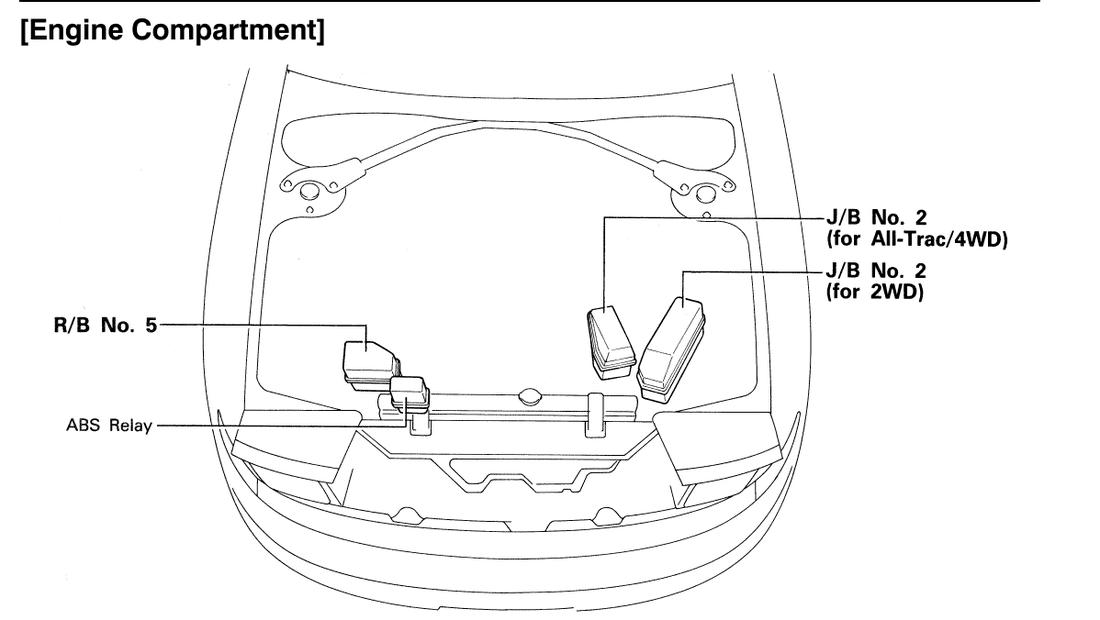 [Engine Compartment]
J/B No. 2
(for All-Trac/4WD)
J/B No. 2
(for 2WD)
R/B No. 5
ABS Relay